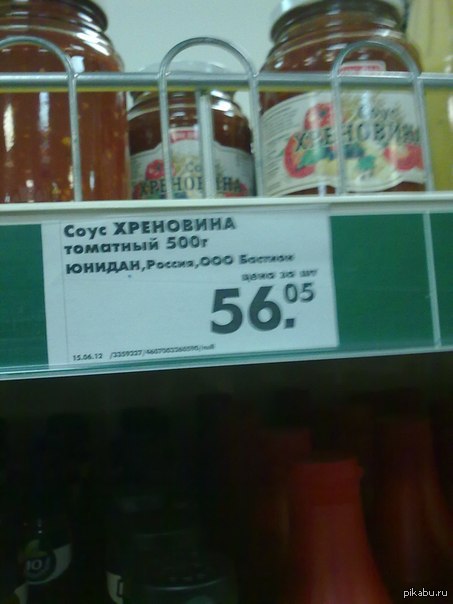 Соус
ХРЕНОВИНА
Соус ХРЕНОВИНА
томатный 500г
ЮНИДАН,Россия,ООО Бастион
цена за шт
56.05
15.06.12
pikabu.ru